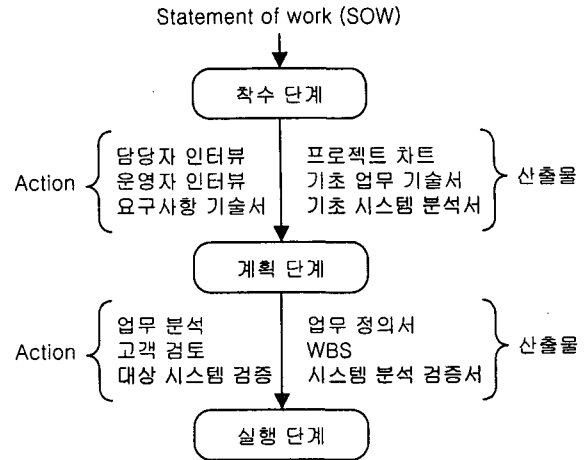 Statement of work (SOW)
착수 단계
담당자 인터뷰
운영자 인터뷰
요구사항 기술서
Action
프로젝트 차트
기초 업무 기술서
기초 시스템 분석서
산출물
계획 단계
업무 분석
고객 검토
대상 시스템 검증
Action
업무 정의서
WBS
시스템 분석 검증서
산출물
실행 단계